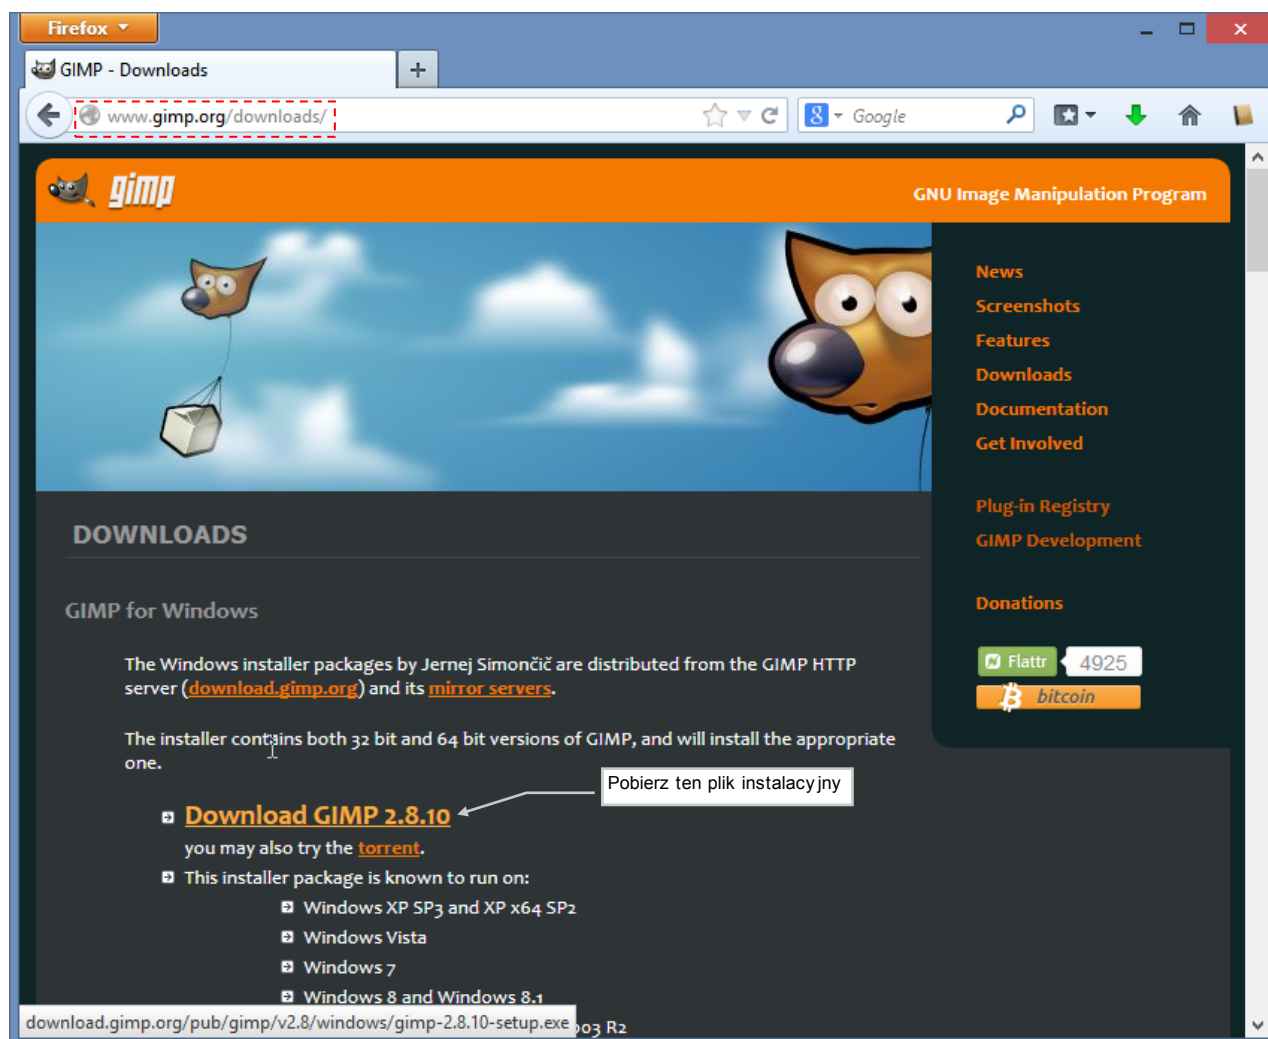 Firefox
GIMP - Downloads
www.gimp.org/downloads/
8
Google
gimp
GNU Image Manipulation Program
News
Screenshots
Features
Downloads
Documentation
Get Involved
Plug-in Registry
GIMP Development
Donations
Flattr
4925
bitcoin
DOWNLOADS
GIMP for Windows
The Windows installer packages by Jernej Simončič are distributed from the GIMP HTTP
server (download.gimp.org) and its mirror servers.
The installer contains both 32 bit and 64 bit versions of GIMP, and will install the appropriate
one.
Pobierz ten plik instalacyjny
Download GIMP 2.8.10
you may also try the torrent.
This installer package is known to run on:
Windows XP SP3 and XP x64 SP2
Windows Vista
Windows 7
Windows 8 and Windows 8.1
003 R2
download.gimp.org/pub/gimp/v2.8/windows/gimp-2.8.10-setup.exe